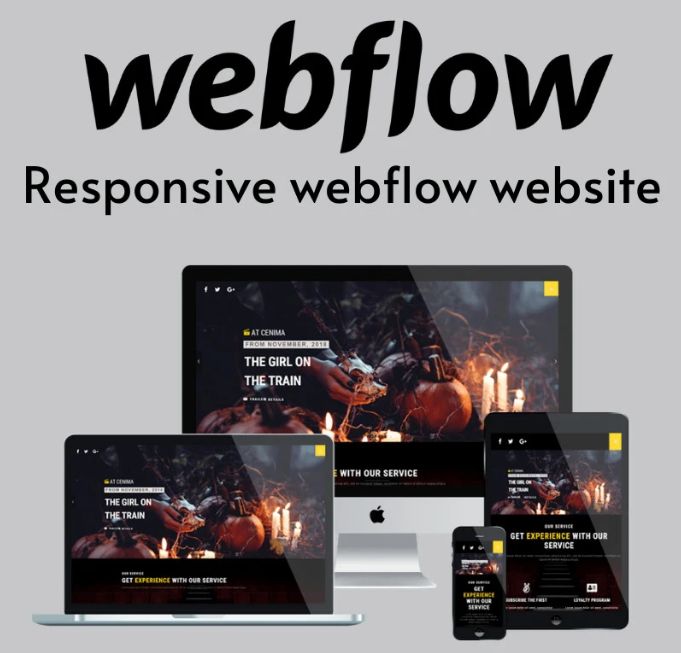 webflow
Responsive webflow website
AT CENIMA
FROM NOVEMBER, 2018
THE GIRL ON
THE TRAIN
TRAILER DETAILS
E WITH OUR SERVICE
AT CENIMA
FROM NOVEMBER, 2018
THE GIRL ON
THE TRAIN
OUR SERVICE
GET EXPERIENCE WITH OUR SERVICE
AT CENIMA
THE GIRL ON
THE TRAIN
OUR SERVICE
GET EXPERIENCE WITH OUR
SERVICE
SUBSCRIBE THE FIRST
LOYALTY PROGRAM
OUR SERVICE
GET
EXPERIENCE
WITH OUR
SERVICE